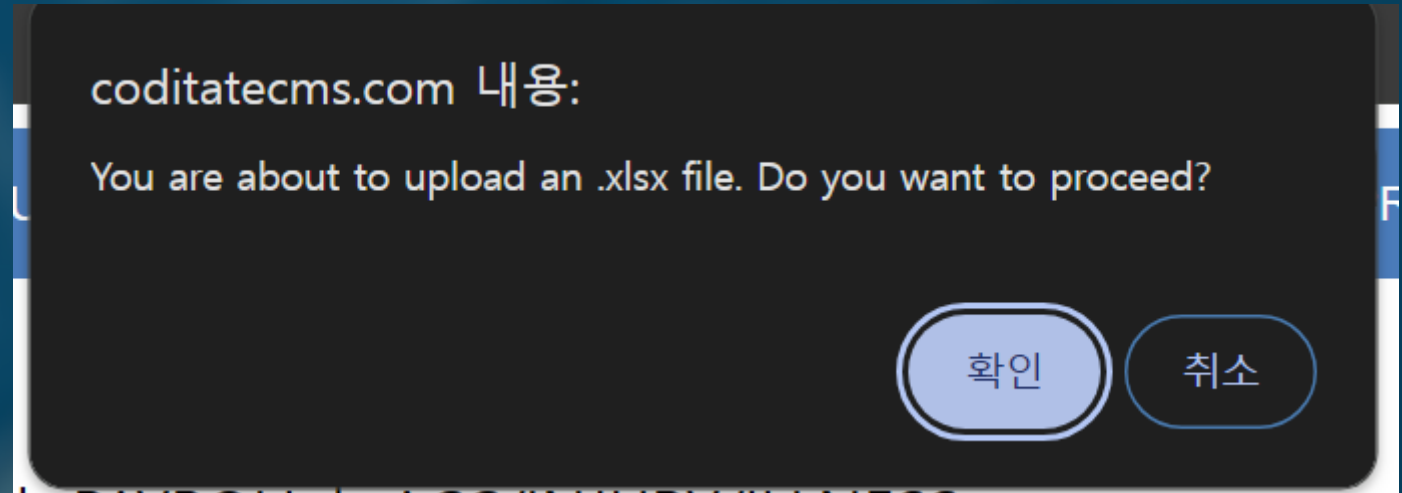 coditatecms.com 내용:
You are about to upload an .xlsx file. Do you want to proceed?
확인
취소